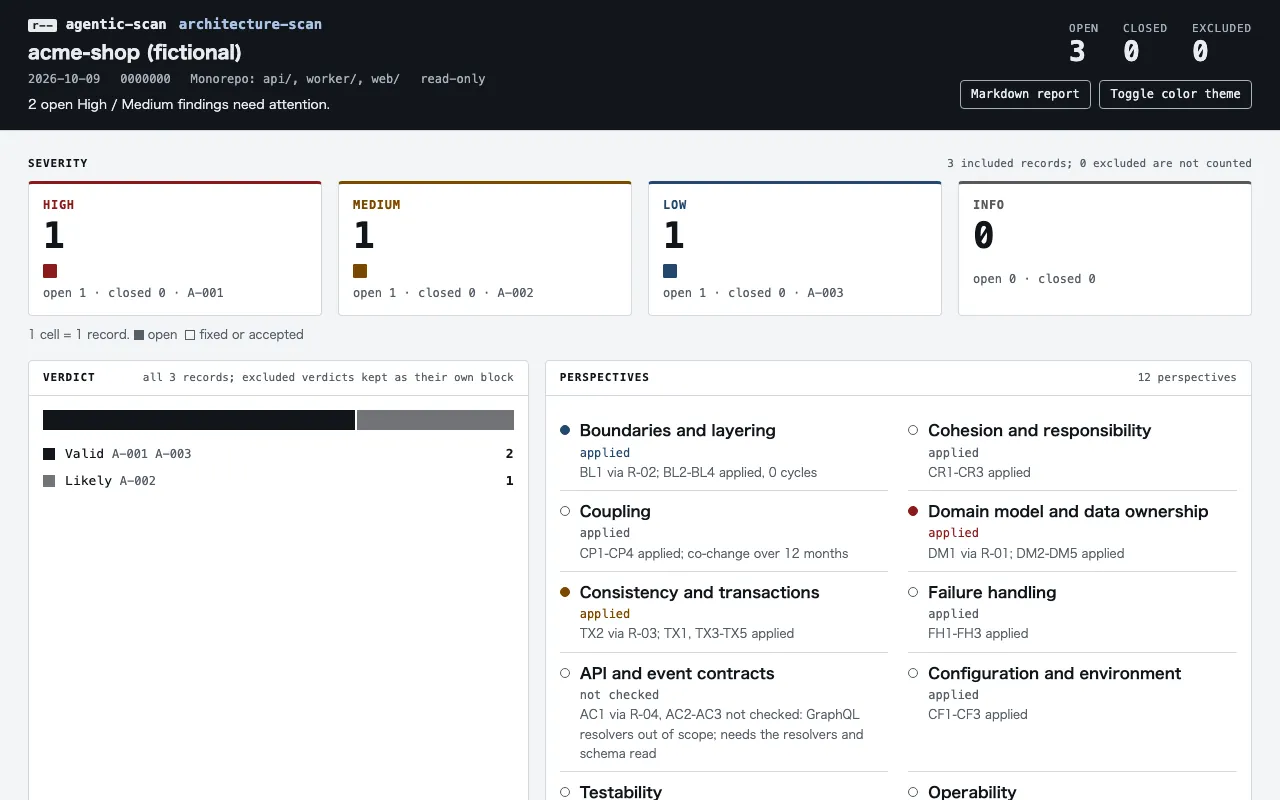 r-- agentic-scan architecture-scan
acme-shop (fictional)
2026-10-09 0000000 Monorepo: api/, worker/, web/ read-only
2 open High / Medium findings need attention.
OPEN CLOSED EXCLUDED
3 0 0
Markdown report Toggle color theme
SEVERITY
3 included records; 0 excluded are not counted
HIGH
1
open 1 · closed 0 · A-001
MEDIUM
1
open 1 · closed 0 · A-002
LOW
1
open 1 · closed 0 · A-003
INFO
0
open 0 · closed 0
1 cell = 1 record. open fixed or accepted
VERDICT
all 3 records; excluded verdicts kept as their own block
Valid A-001 A-003 2
Likely A-002 1
PERSPECTIVES
12 perspectives
Boundaries and layering
applied
BL1 via R-02; BL2-BL4 applied, 0 cycles
Cohesion and responsibility
applied
CR1-CR3 applied
Coupling
applied
CP1-CP4 applied; co-change over 12 months
Domain model and data ownership
applied
DM1 via R-01; DM2-DM5 applied
Consistency and transactions
applied
TX2 via R-03; TX1, TX3-TX5 applied
Failure handling
applied
FH1-FH3 applied
API and event contracts
not checked
AC1 via R-04, AC2-AC3 not checked: GraphQL
resolvers out of scope; needs the resolvers and
schema read
Configuration and environment
applied
CF1-CF3 applied
Testability
Operability